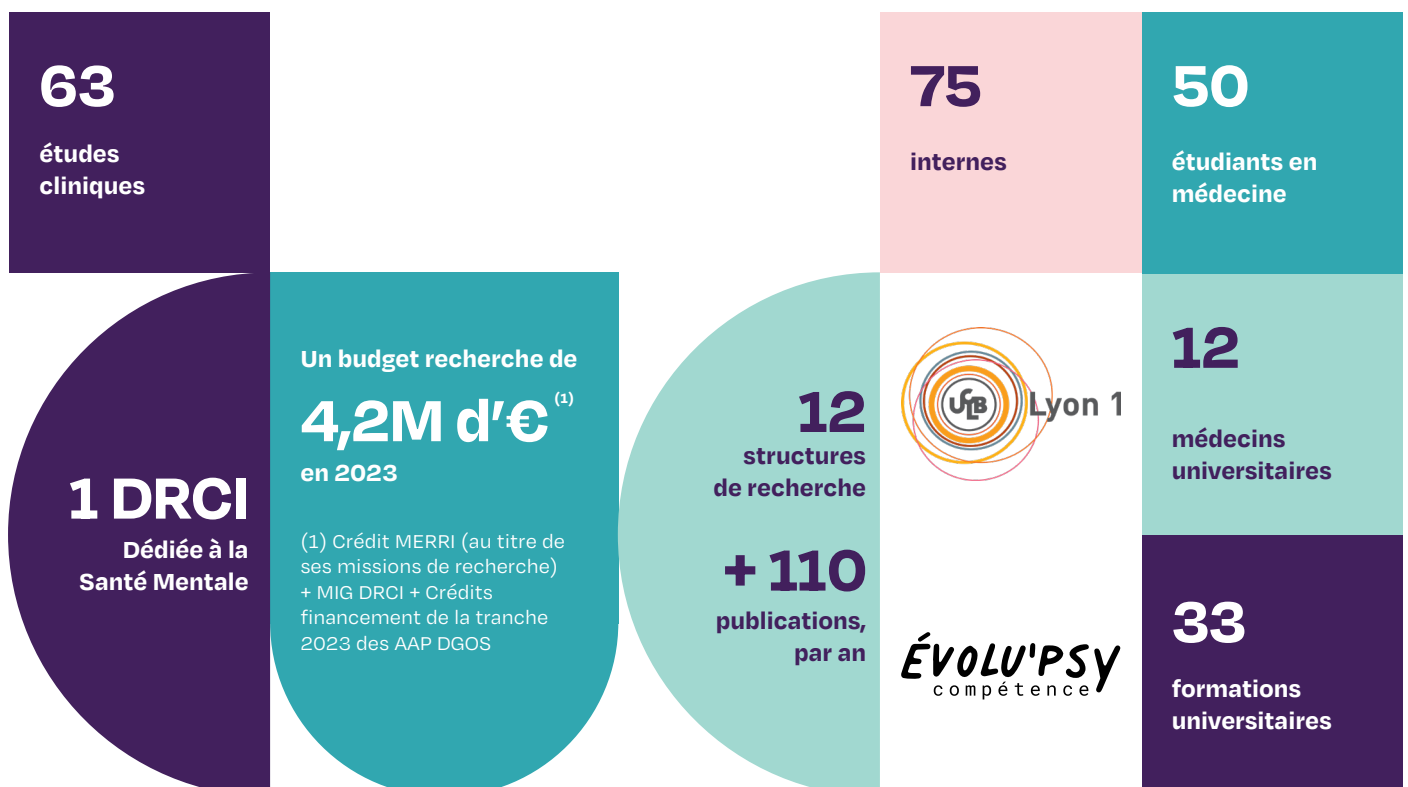 63
études
cliniques
1 DRCI
Dédiée à la
Santé Mentale
Un budget recherche de
4,2M d’€ (1)
en 2023
(1) Crédit MERRI (au titre de
ses missions de recherche)
+ MIG DRCI + Crédits
financement de la tranche
2023 des AAP DGOS
12
structures
de recherche
+ 110
publications,
par an
75
internes
50
étudiants en
médecine
UCLB Lyon 1
12
médecins
universitaires
ÉVOLU'PSY
compétence
33
formations
universitaires